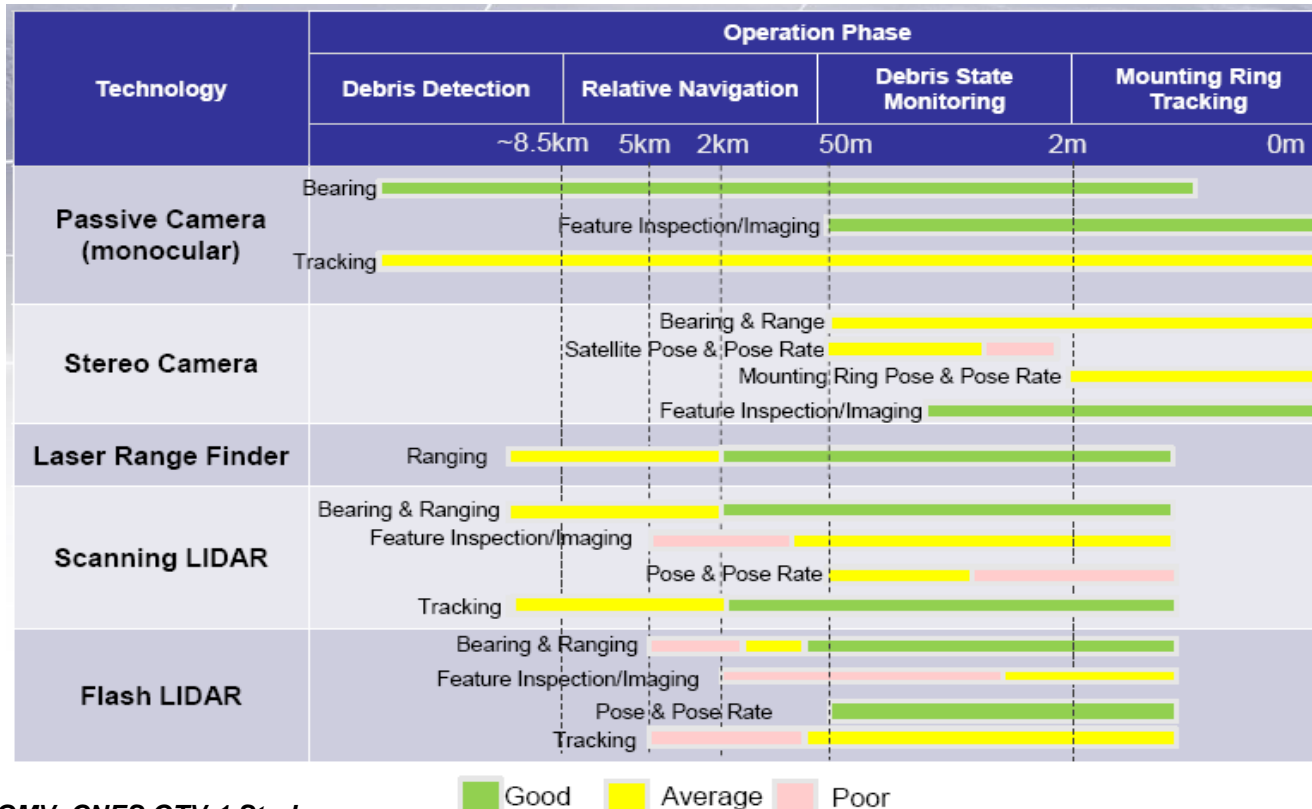 Operation Phase
Technology
Debris Detection
Relative Navigation
Debris State
Monitoring
Mounting Ring
Tracking
~8.5km 5km 2km 50m 2m 0m
Passive Camera
(monocular)
Bearing
Feature Inspection/Imaging
Tracking
Stereo Camera
Bearing & Range
Satellite Pose & Pose Rate
Mounting Ring Pose & Pose Rate
Feature Inspection/Imaging
Laser Range Finder
Ranging
Scanning LIDAR
Bearing & Ranging
Feature Inspection/Imaging
Pose & Pose Rate
Tracking
Flash LIDAR
Bearing & Ranging
Feature Inspection/Imaging
Pose & Pose Rate
Tracking
Good Average Poor